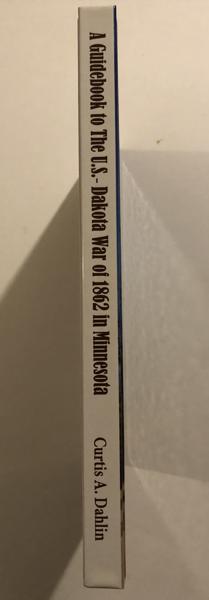 A Guidebook to The U.S.- Dakota War of 1862 in Minnesota
Curtis A. Dahlin